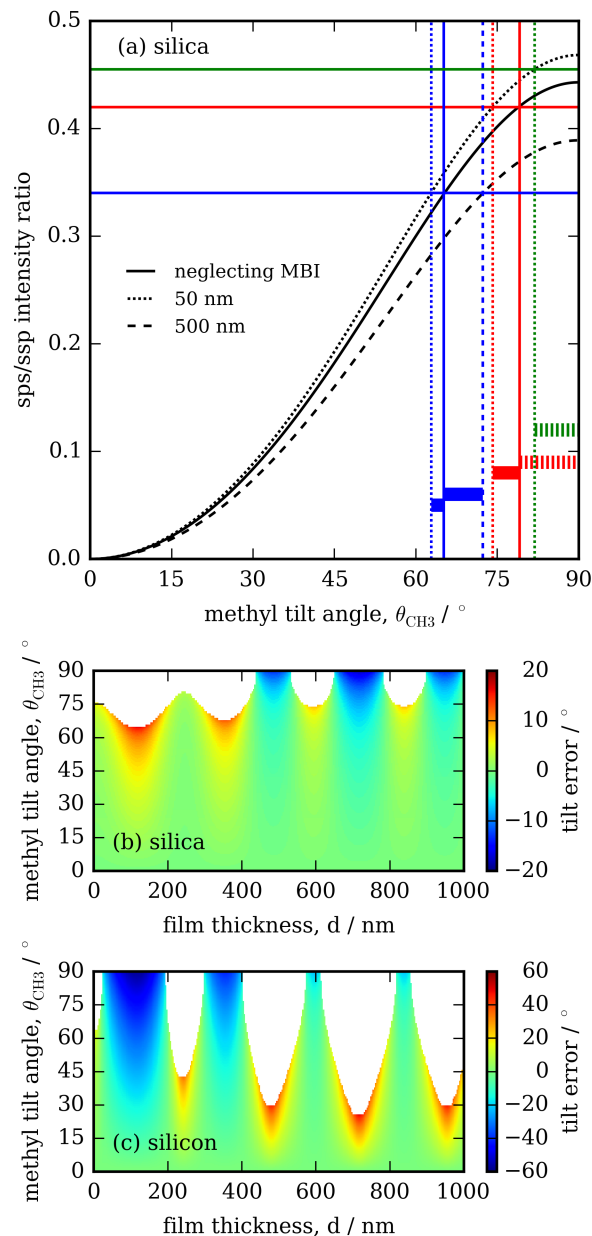 (a) silica
sps/ssp intensity ratio
0.5
0.4
0.3
0.2
0.1
0.0
neglecting MBI
50 nm
500 nm
0 15 30 45 60 75 90
methyl tilt angle, θCH3 / °
methyl tilt angle, θCH3 / °
90
75
60
45
30
15
0
(b) silica
0 200 400 600 800 1000
film thickness, d / nm
20
10
0
−10
−20
tilt error / °
methyl tilt angle, θCH3 / °
90
75
60
45
30
15
0
(c) silicon
0 200 400 600 800 1000
film thickness, d / nm
60
40
20
0
−20
−40
−60
tilt error / °